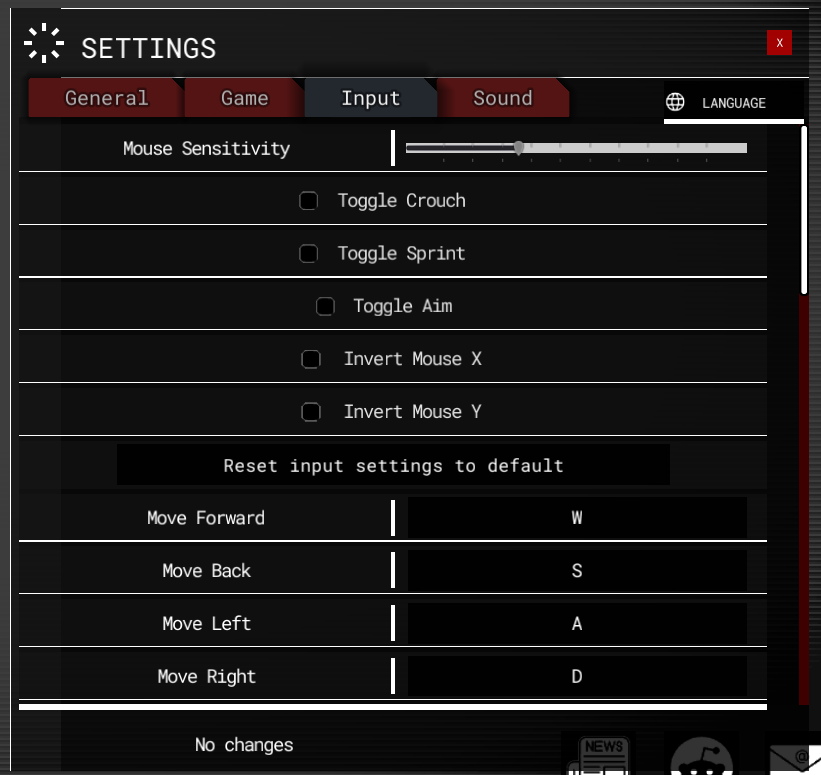 SETTINGS
X
General
Game
Input
Sound
LANGUAGE
Mouse Sensitivity
Toggle Crouch
Toggle Sprint
Toggle Aim
Invert Mouse X
Invert Mouse Y
Reset input settings to default
Move Forward
W
Move Back
S
Move Left
A
Move Right
D
No changes
NEWS
@